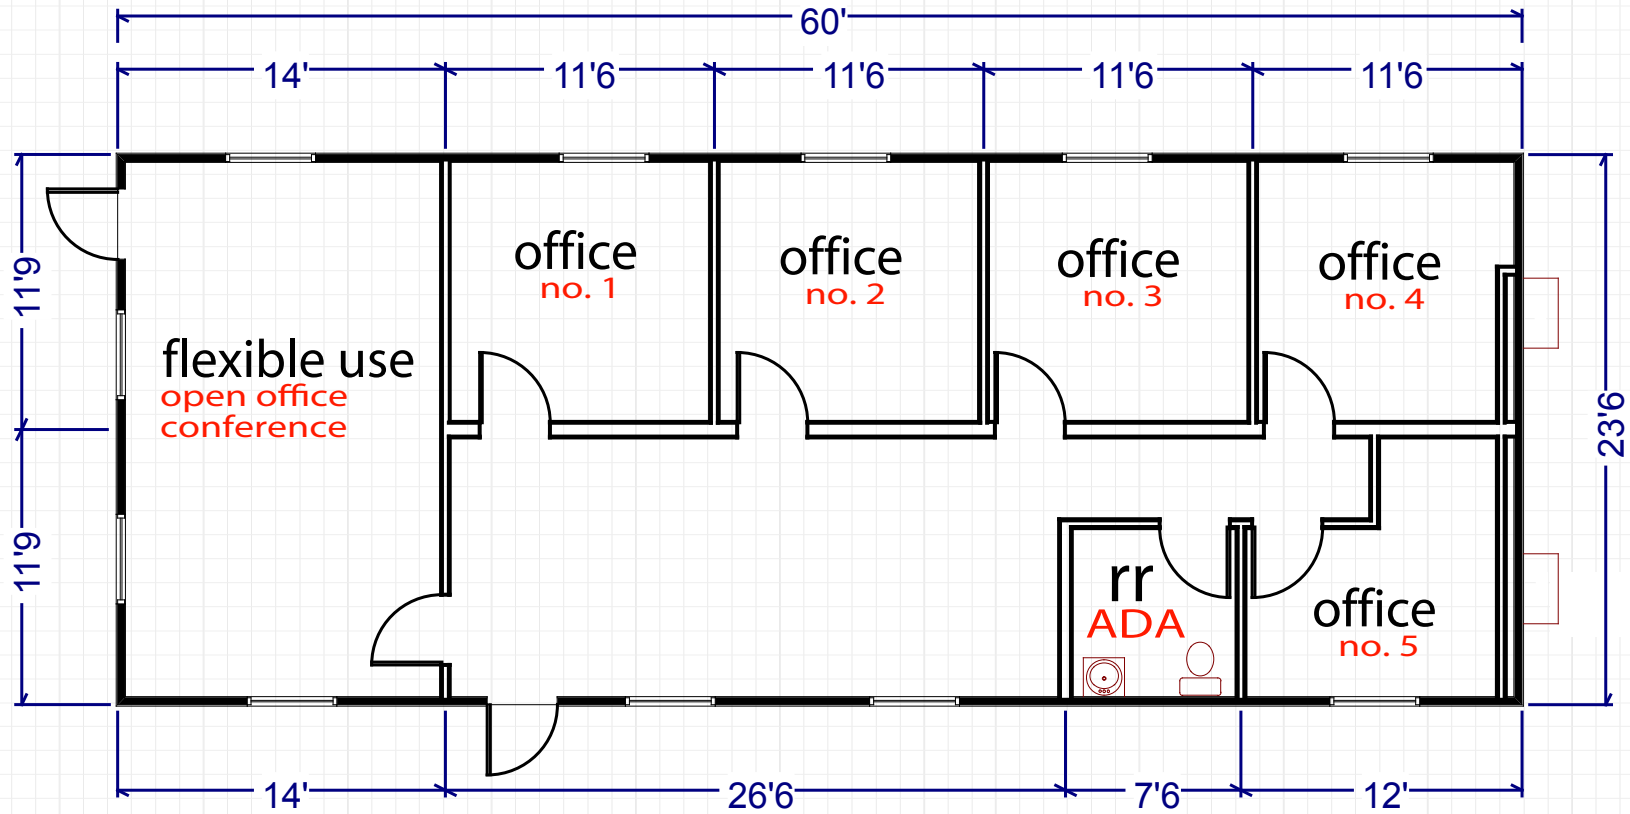 60'
14'
11'6
11'6
11'6
11'6
office
no. 1
office
no. 2
office
no. 3
office
no. 4
11'9
flexible use
open office
conference
23'6
11'9
rr
ADA
office
no. 5
14'
26'6
7'6
12'